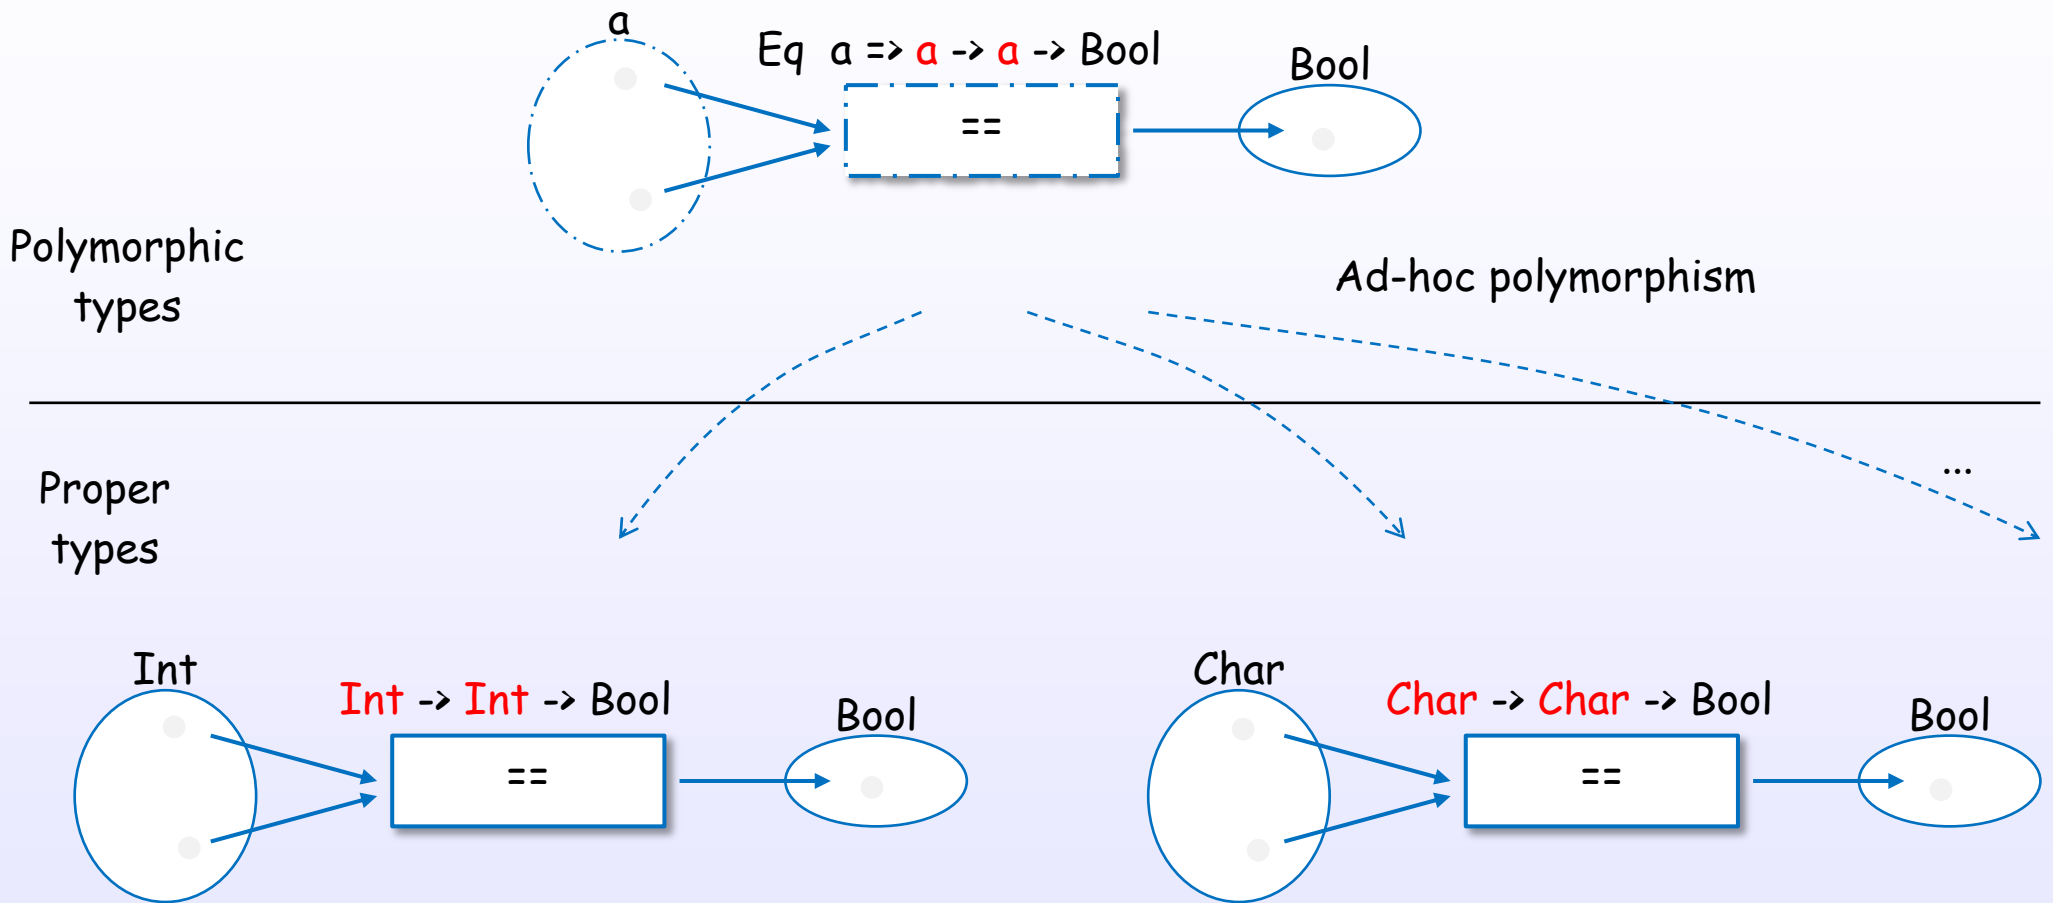 a
Eq a => a -> a -> Bool
Bool
==
Polymorphic
types
Ad-hoc polymorphism
Proper
types
...
Int
Int -> Int -> Bool
Bool
==
Char
Char -> Char -> Bool
Bool
==